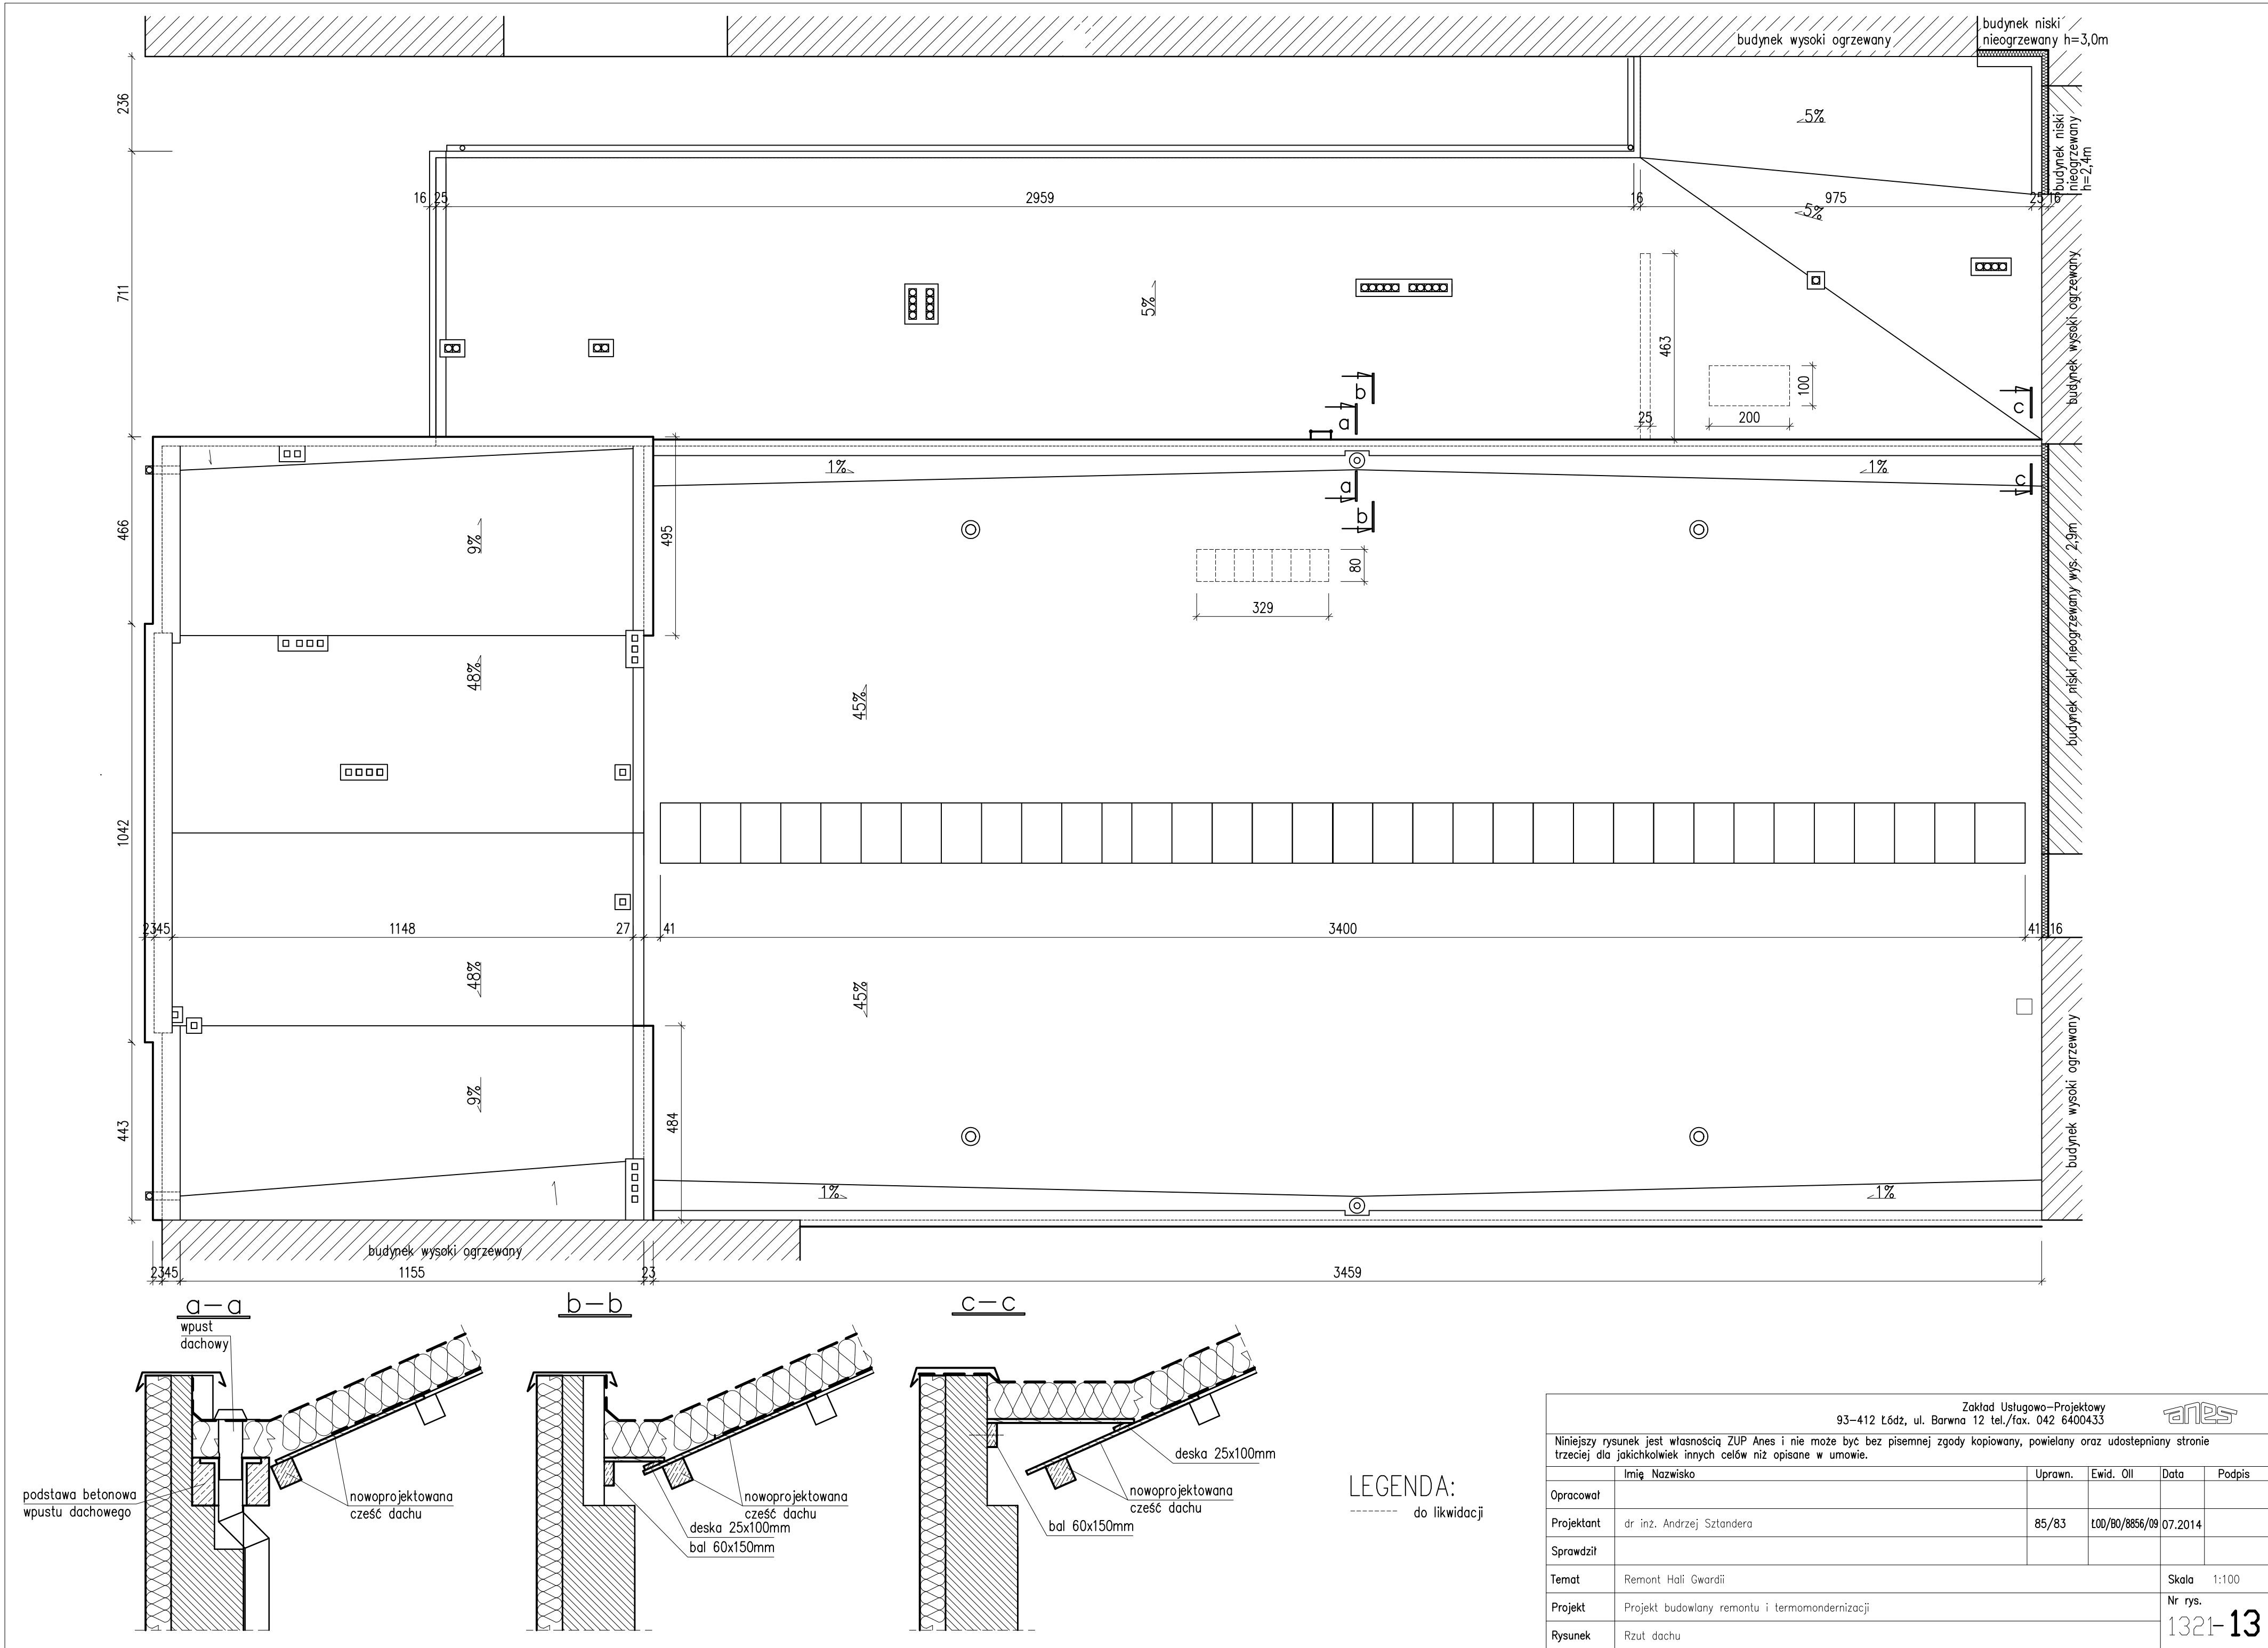 budynek wysoki ogrzewany
budynek niski
nieogrzewany h=3,0m
236
5%
budynek niski
nieogrzewany
h=2,4m
16
25
2959
16
975
25
16
5%
711
5%
463
25
200
100
budynek wysoki ogrzewany
b
a
c
1%
1%
a
b
c
466
9%
495
80
329
budynek niski nieogrzewany wys. 2,9m
48%
45%
1042
23
45
1148
27
41
3400
41
16
48%
45%
443
9%
484
1%
1%
budynek wysoki ogrzewany
budynek wysoki ogrzewany
23
45
1155
23
3459
a-a
wpust
dachowy
podstawa betonowa
wpustu dachowego
nowoprojektowana
cześć dachu
b-b
nowoprojektowana
cześć dachu
deska 25x100mm
bal 60x150mm
c-c
deska 25x100mm
nowoprojektowana
cześć dachu
bal 60x150mm
LEGENDA:
do likwidacji
Zakład Usługowo-Projektowy
93-412 Łódź, ul. Barwna 12 tel./fax. 042 6400433
anes
Niniejszy rysunek jest własnością ZUP Anes i nie może być bez pisemnej zgody kopiowany, powielany oraz udostępniany stronie
trzeciej dla jakichkolwiek innych celów niż opisane w umowie.
Imię Nazwisko Uprawn. Ewid. OII Data Podpis
Opracował
Projektant dr inż. Andrzej Sztandera 85/83 ŁOD/BO/8856/09 07.2014
Sprawdził
Temat Remont Hali Gwardii Skala 1:100
Projekt Projekt budowlany remontu i termomondernizacji Nr rys.
Rysunek Rzut dachu 1321-13